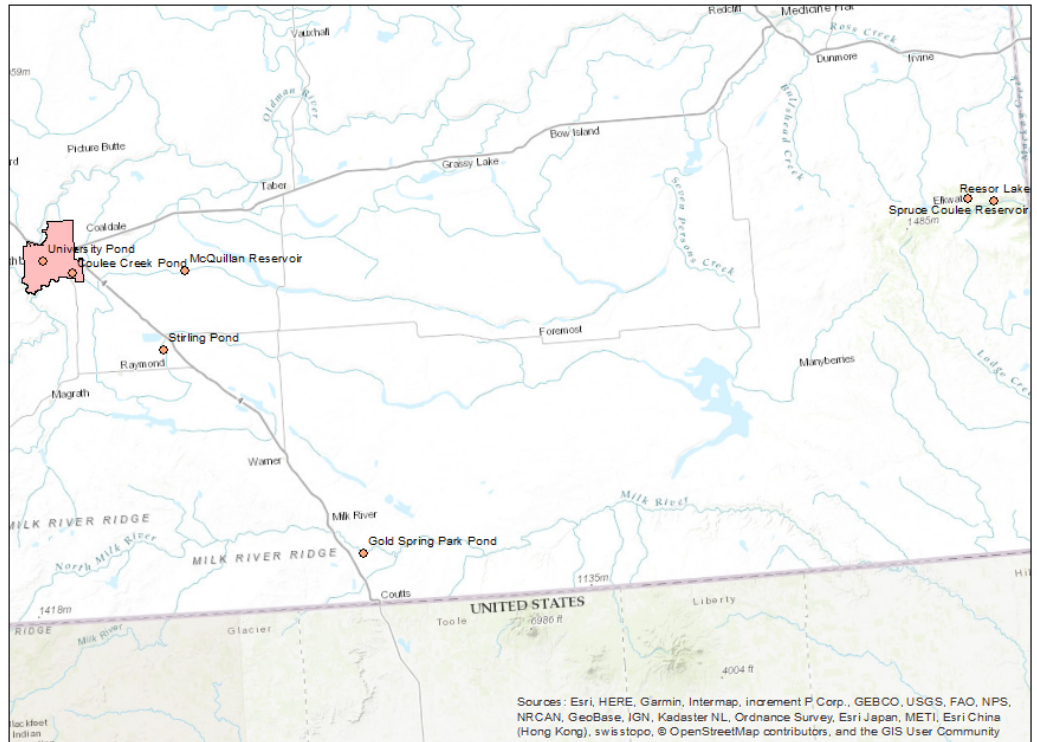 Redcliff
Medicine Hat
Ross Creek
Vauxhall
Dunmore
Irvine
Oldman River
Bullshead Creek
Bow Island
Picture Butte
Grassy Lake
Taber
Seven Persons Creek
Reesor Lake
Elkwat
Spruce Coulee Reservoir
1485m
Coaldale
University Pond
Coulee Creek Pond
McQuillan Reservoir
4
Foremost
Stirling Pond
Raymond
Manyberries
Lodge Creek
Magrath
4
Warner
Milk River
Milk River
MILK RIVER RIDGE
Gold Spring Park Pond
North Milk River
MILK RIVER RIDGE
1135m
Coutts
1418m
UNITED STATES
Liberty
Toole
6986 ft
RIDGE
Milk River
Glacier
4004 ft
Blackfeet
Indian
Sources: Esri, HERE, Garmin, Intermap, increment P Corp., GEBCO, USGS, FAO, NPS,
NRCAN, GeoBase, IGN, Kadaster NL, Ordnance Survey, Esri Japan, METI, Esri China
(Hong Kong), swisstopo, © OpenStreetMap contributors, and the GIS User Community